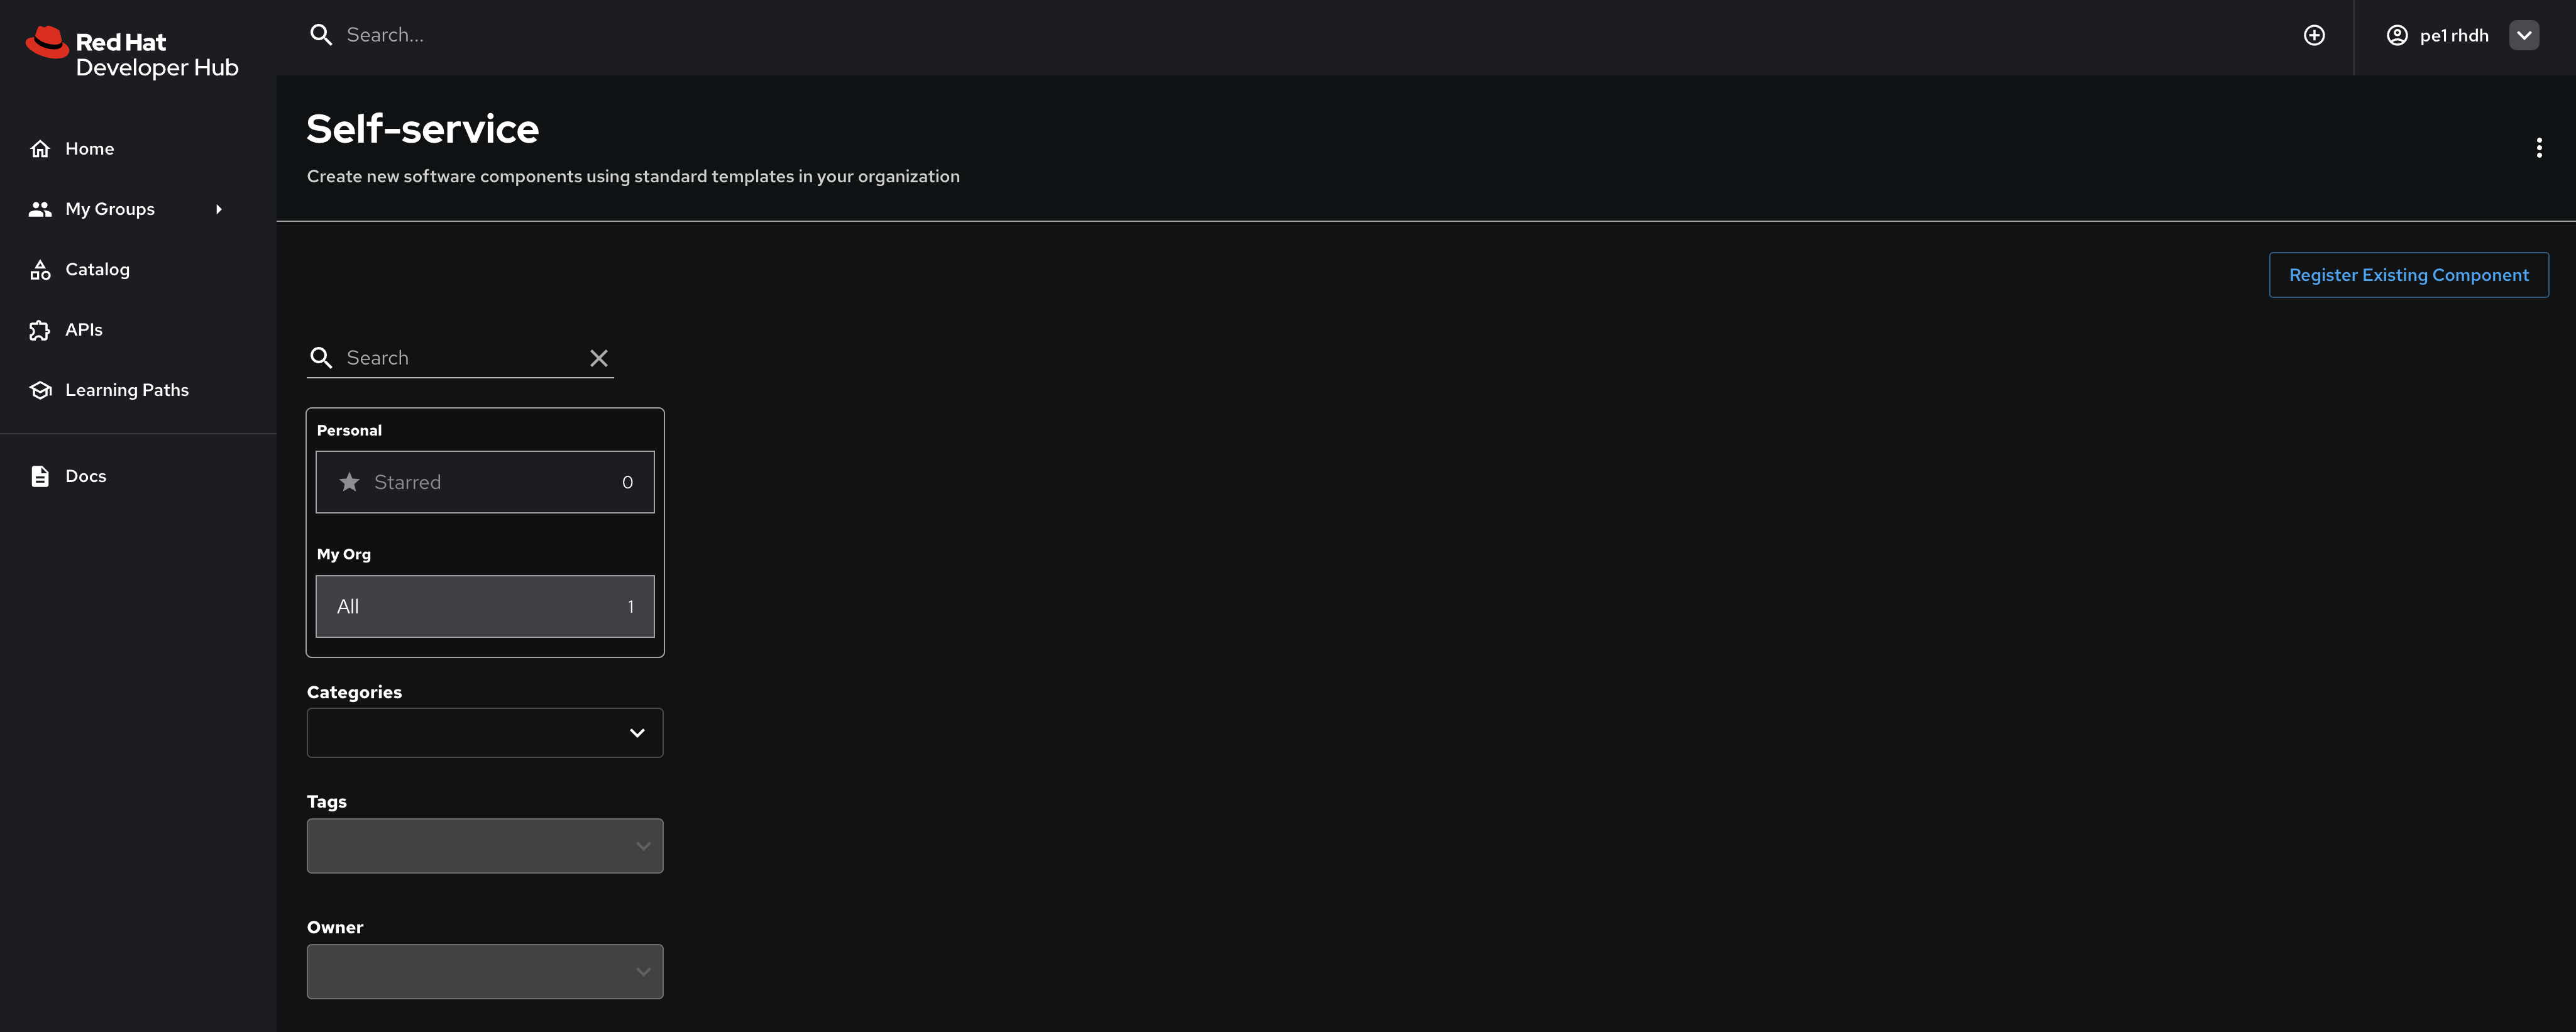 Red Hat
Developer Hub
Search...
pe1 rhdh
Home
My Groups
Catalog
APIs
Learning Paths
Docs
Self-service
Create new software components using standard templates in your organization
Register Existing Component
Search
Personal
Starred 0
My Org
All 1
Categories
Tags
Owner